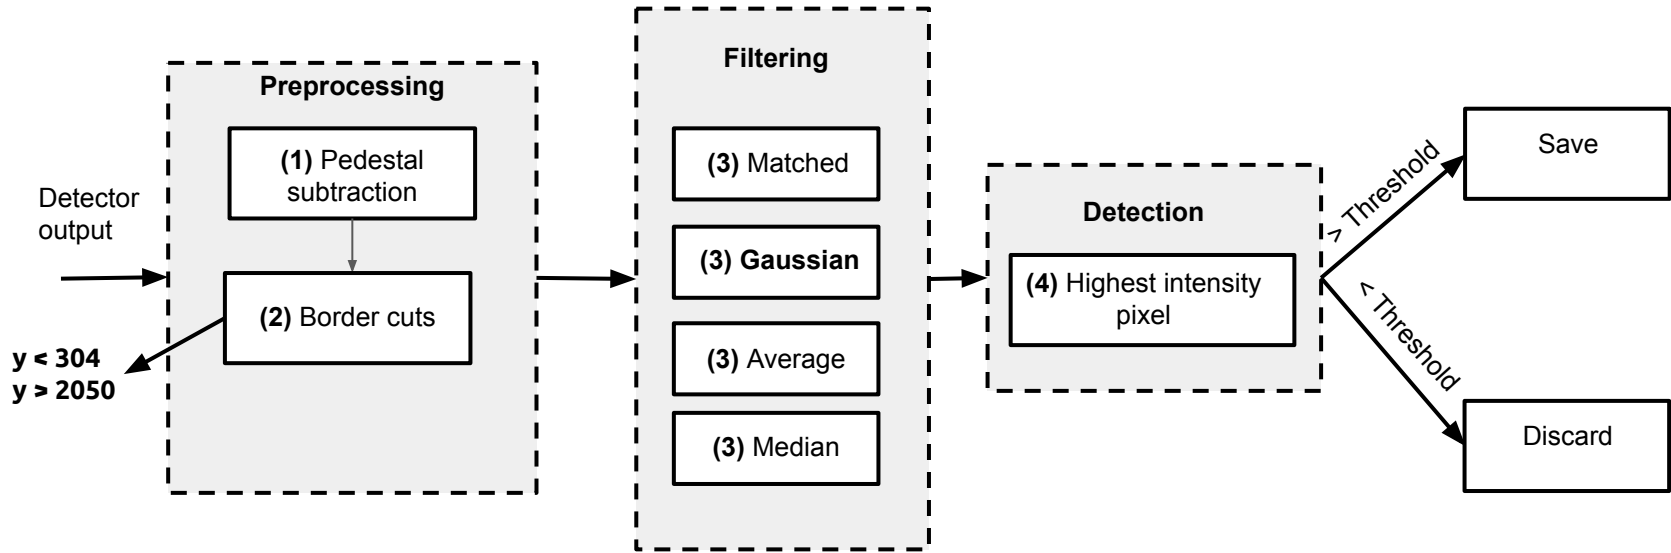 Detector
output
Preprocessing
(1) Pedestal
subtraction
(2) Border cuts
y < 304
y > 2050
Filtering
(3) Matched
(3) Gaussian
(3) Average
(3) Median
Detection
(4) Highest intensity
pixel
> Threshold
< Threshold
Save
Discard